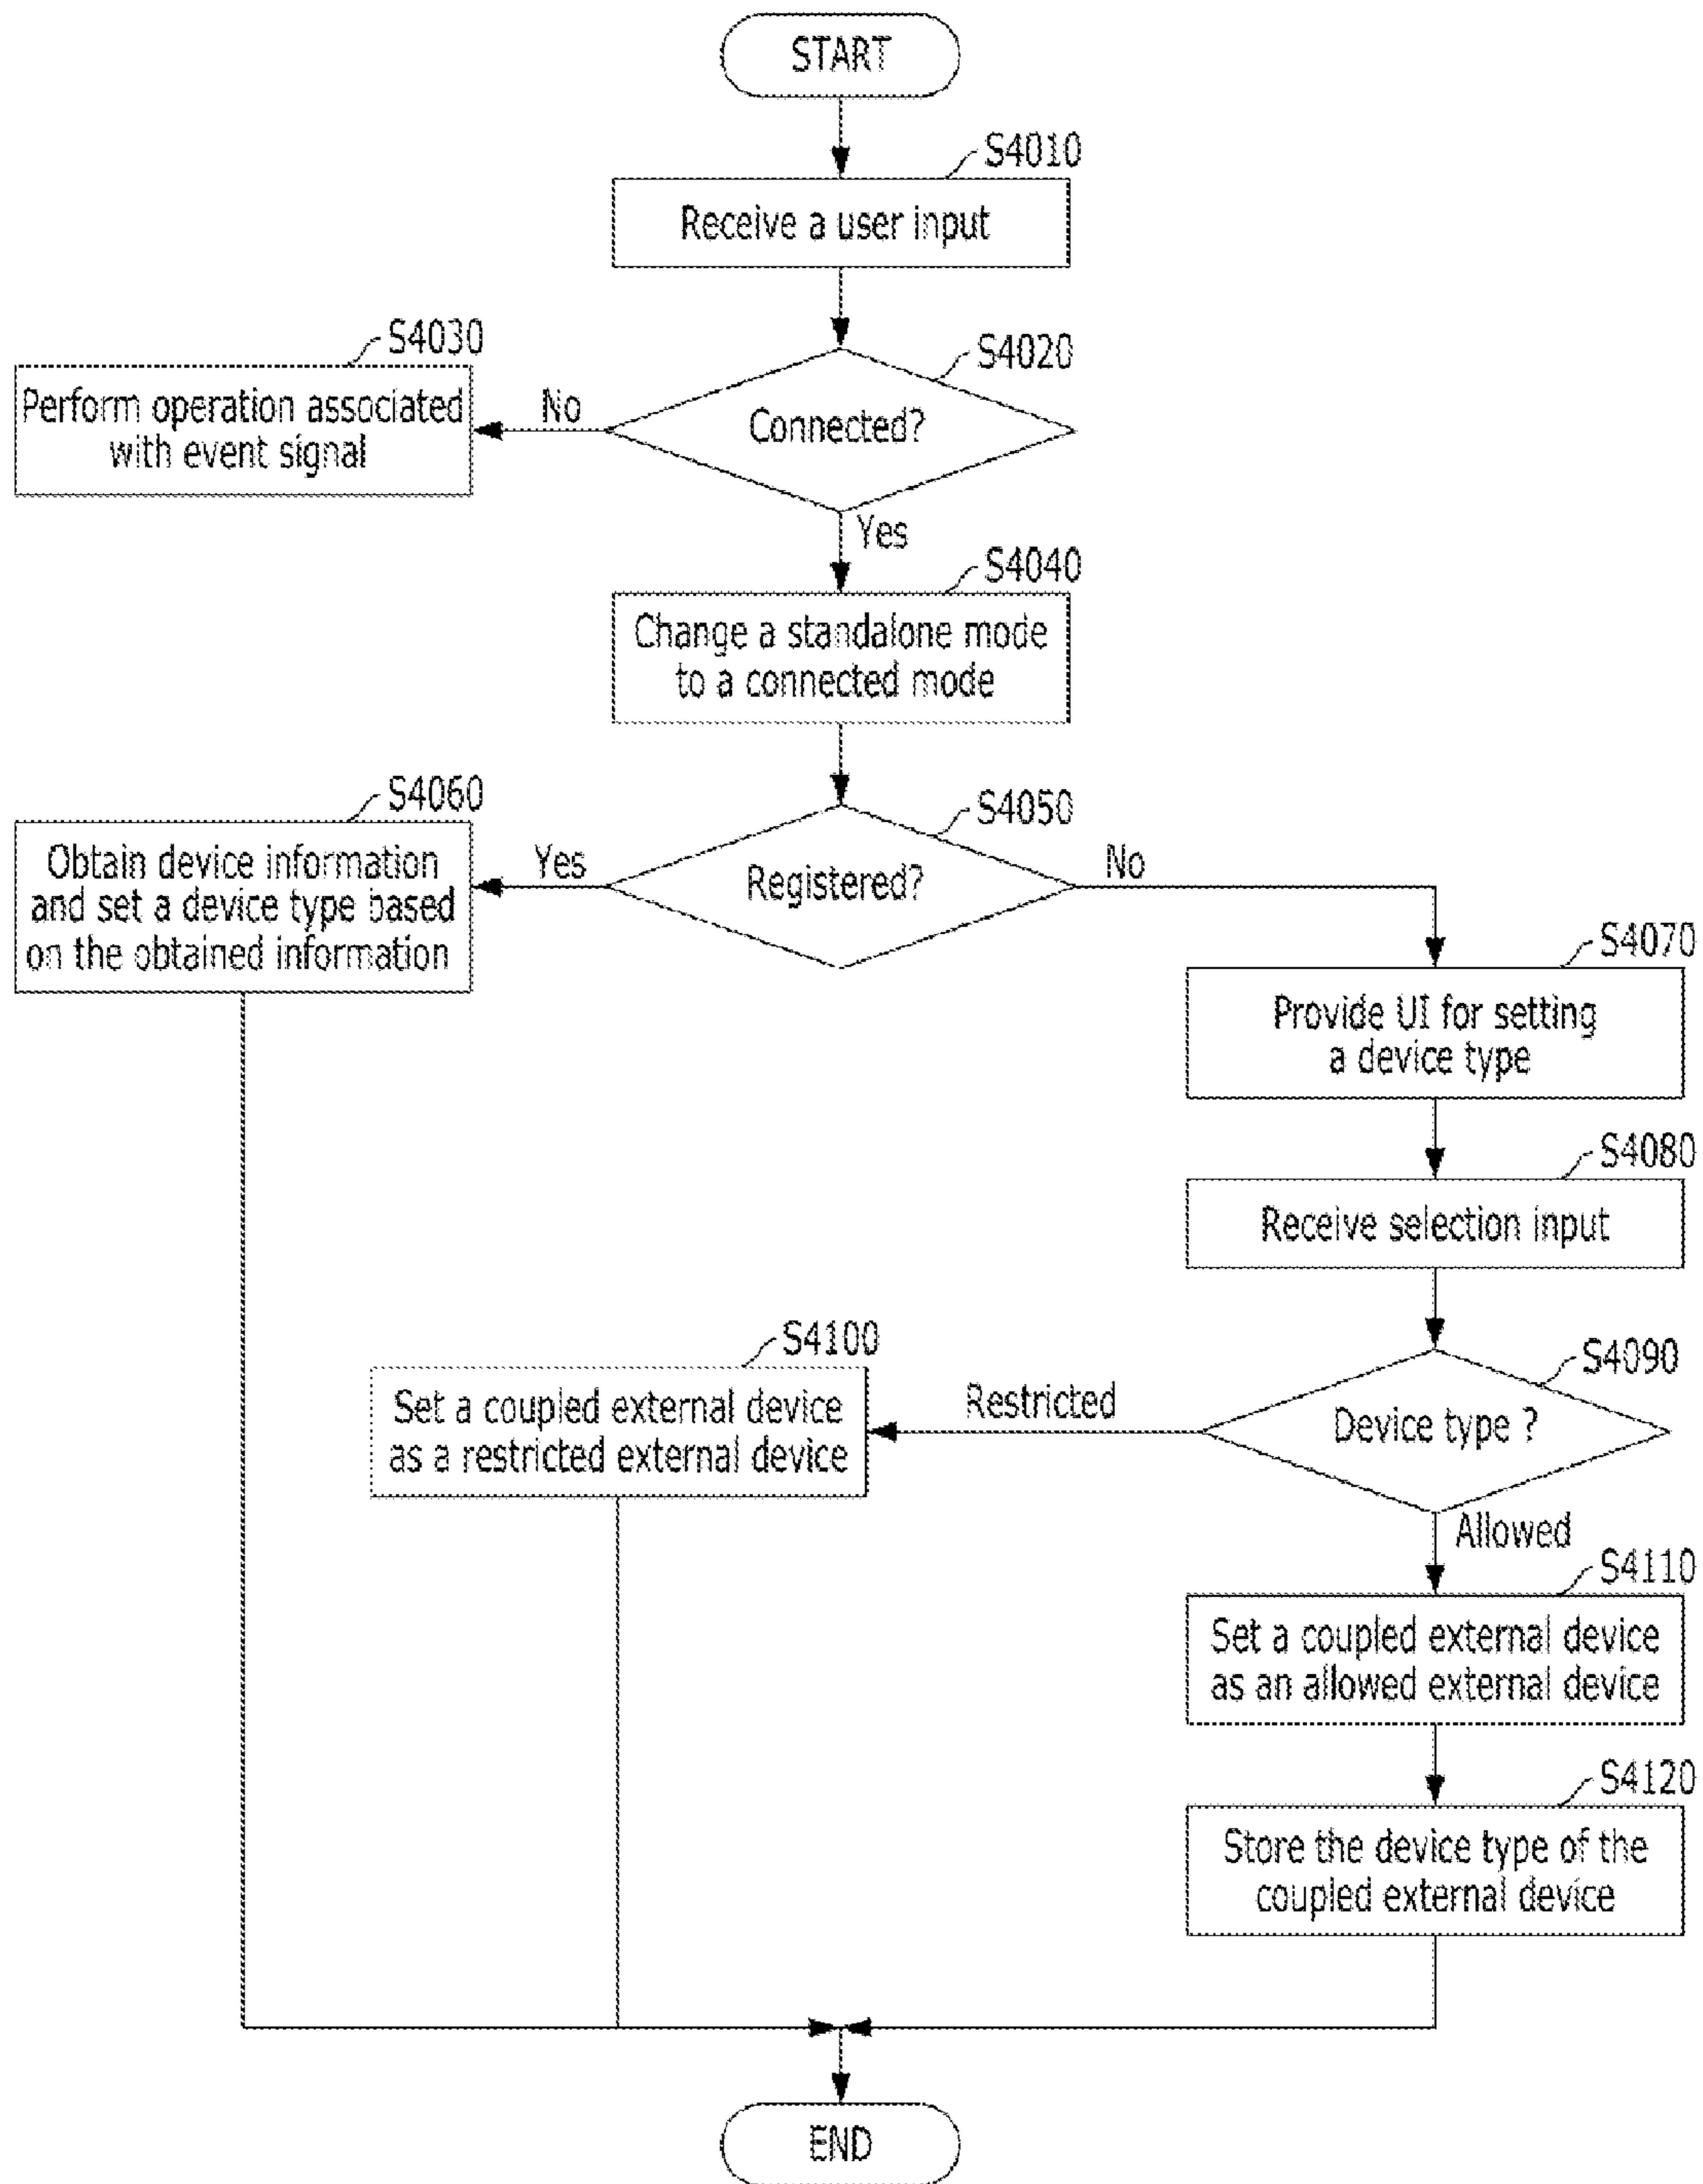 START
S4010
Receive a user input
S4030
S4020
Perform operation associated
with event signal
No
Connected?
Yes
S4040
Change a standalone mode
to a connected mode
S4060
S4050
Obtain device information
and set a device type based
on the obtained information
Yes
Registered?
No
S4070
Provide UI for setting
a device type
S4080
Receive selection input
S4100
S4090
Set a coupled external device
as a restricted external device
Restricted
Device type ?
Allowed
S4110
Set a coupled external device
as an allowed external device
S4120
Store the device type of the
coupled external device
END